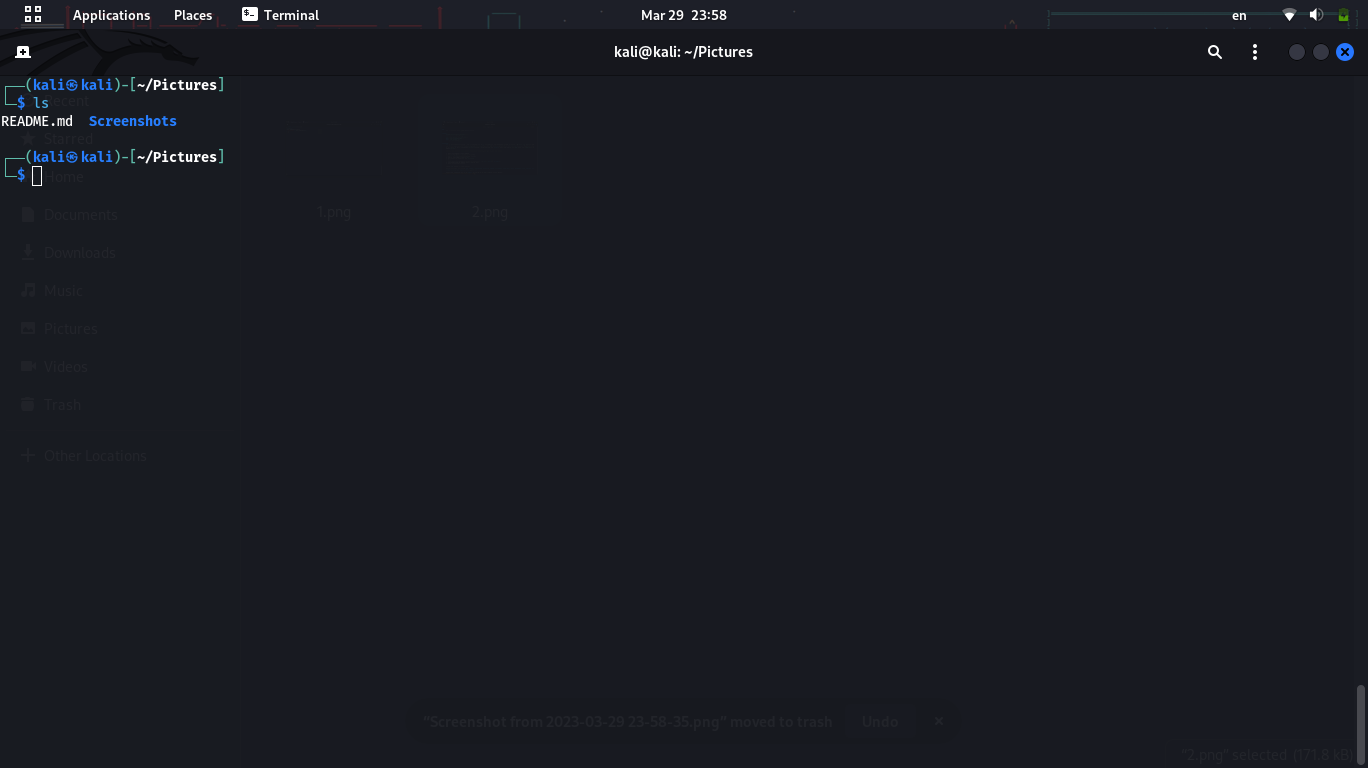 Applications Places Terminal Mar 29 23:58 en
kali@kali: ~/Pictures
┌──(kali㉿kali)-[~/Pictures]
└─$ ls
README.md Screenshots
┌──(kali㉿kali)-[~/Pictures]
└─$
Recent
Starred
Home
Documents
Downloads
Music
Pictures
Videos
Trash
Other Locations
1.png 2.png
"Screenshot from 2023-03-29 23-58-35.png" moved to trash Undo
"2.png" selected (171.8 kB)